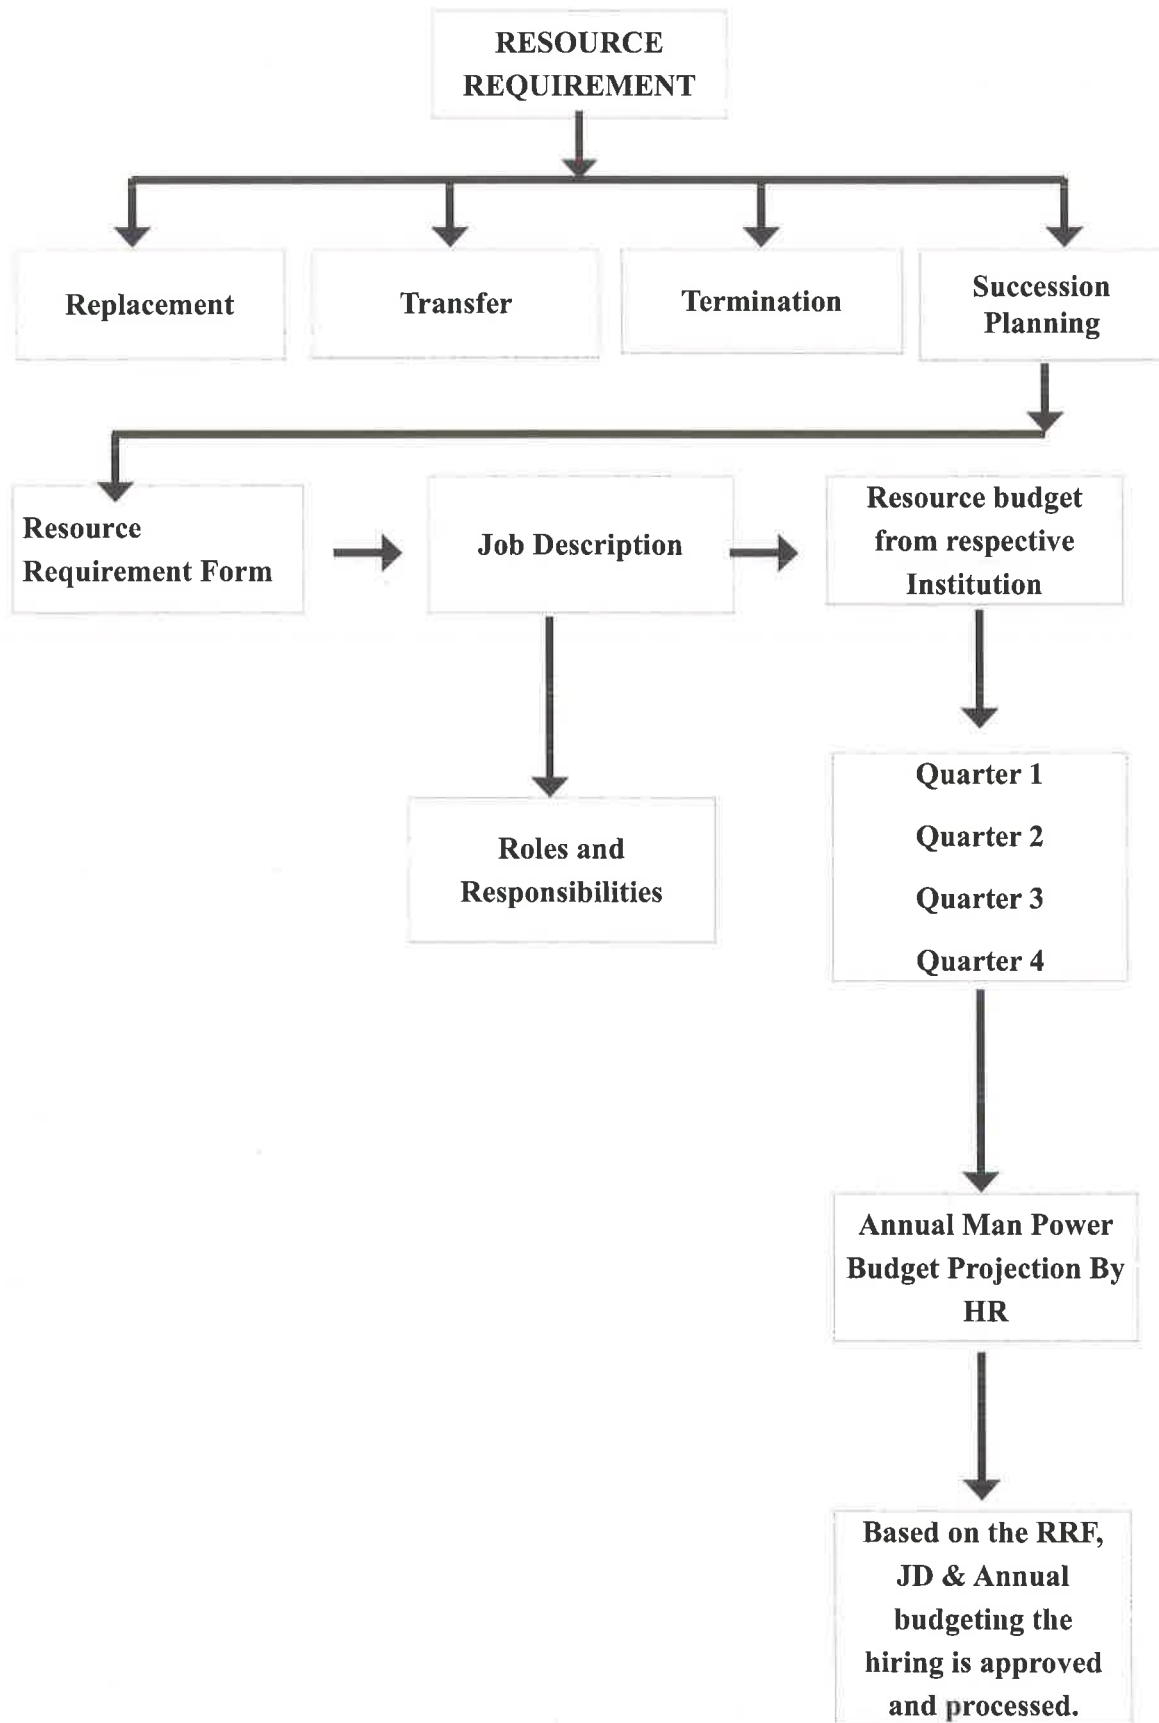 RESOURCE
REQUIREMENT
Replacement
Transfer
Termination
Succession
Planning
Resource
Requirement Form
Job Description
Resource budget
from respective
Institution
Roles and
Responsibilities
Quarter 1
Quarter 2
Quarter 3
Quarter 4
Annual Man Power
Budget Projection By
HR
Based on the RRF,
JD & Annual
budgeting the
hiring is approved
and processed.